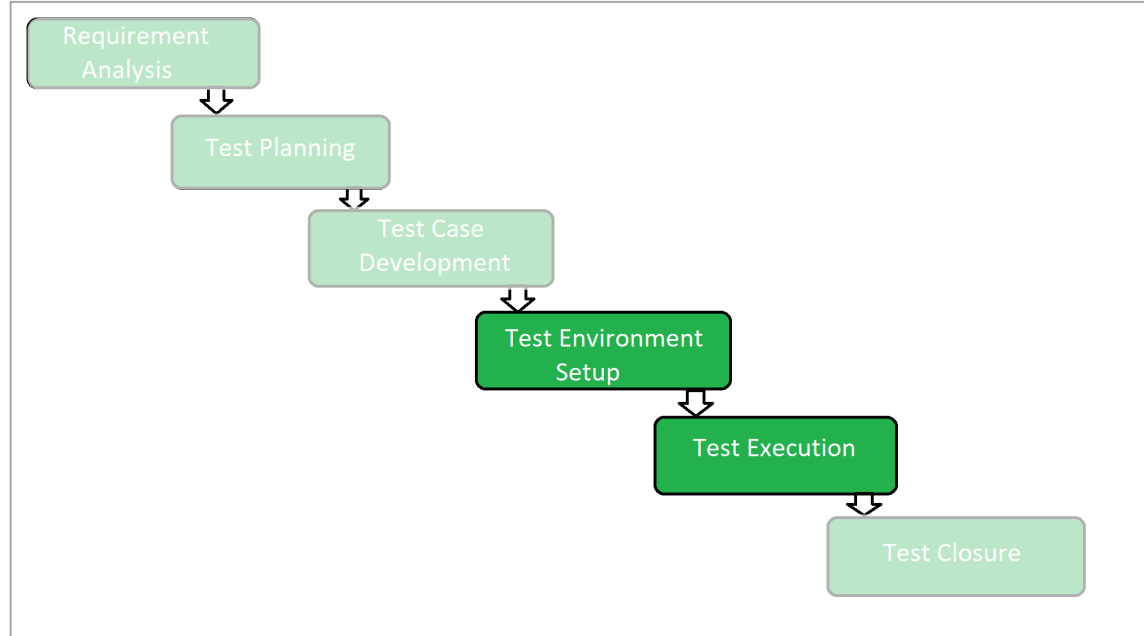 Requirement
Analysis
Test Planning
Test Case
Development
Test Environment
Setup
Test Execution
Test Closure